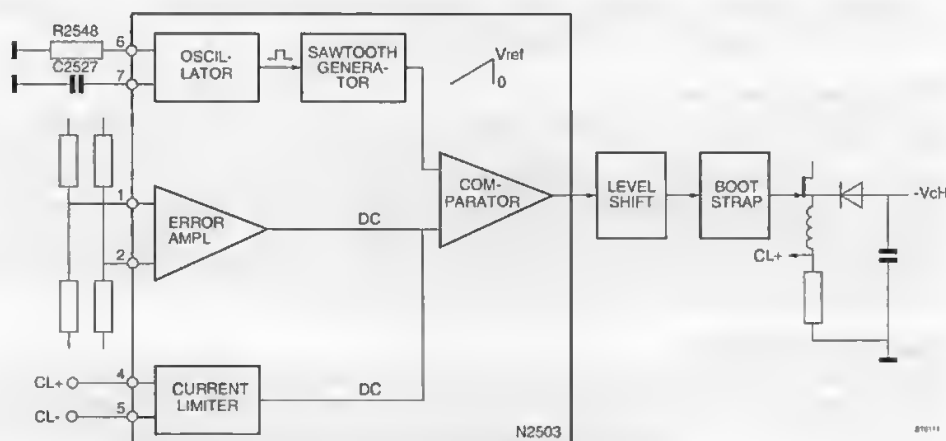 R2548
6
C2527
7
OSCIL-
LATOR
SAWTOOTH
GENERA-
TOR
Vref
0
1
2
ERROR
AMPL
DC
COM-
PARATOR
LEVEL
SHIFT
BOOT
STRAP
-VCH
CL+
CL+
4
CL-
5
CURRENT
LIMITER
DC
N2503